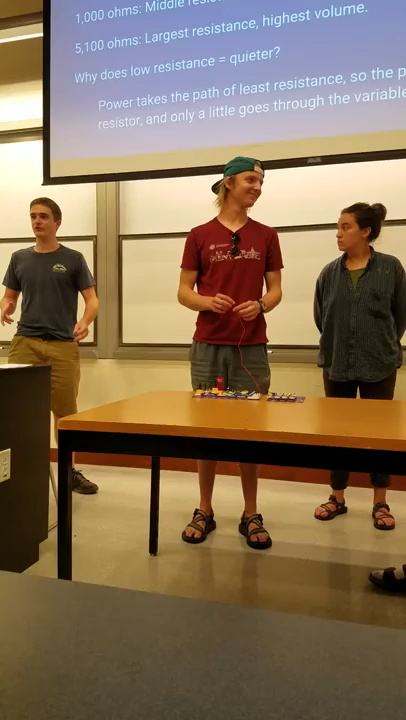 1,000 ohms: Middle
5,100 ohms: Largest resistance, highest volume.
Why does low resistance = quieter?
Power takes the path of least resistance, so the
resistor, and only a little goes through the variable